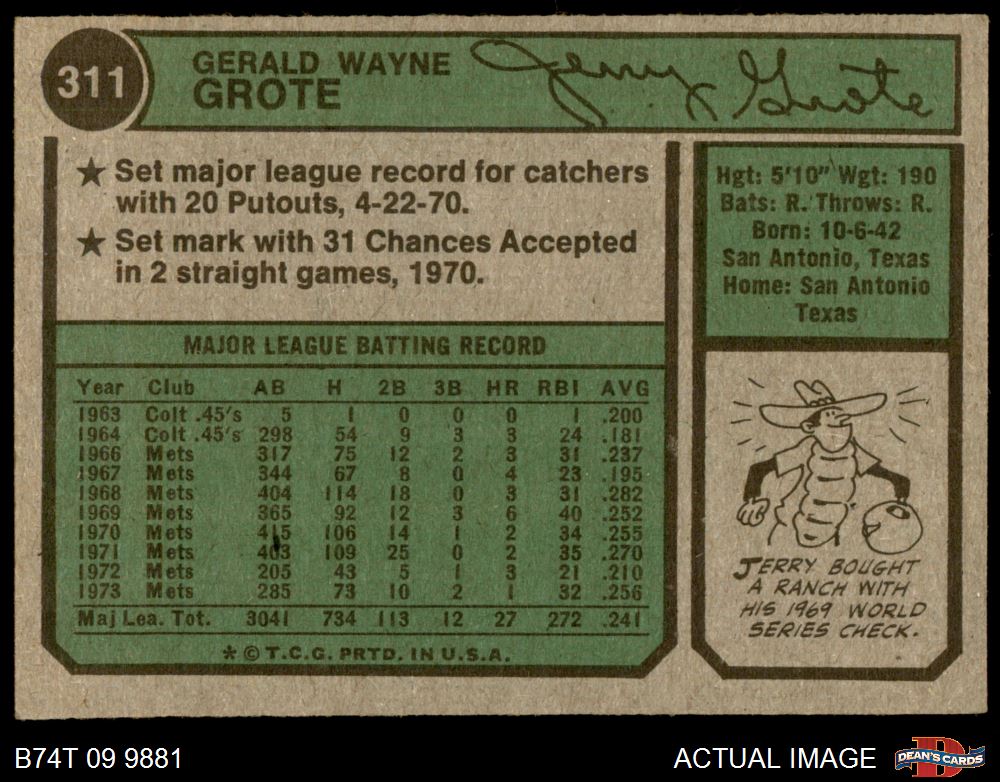 311
GERALD WAYNE
GROTE
Jerry Grote
★ Set major league record for catchers
with 20 Putouts, 4-22-70.
★ Set mark with 31 Chances Accepted
in 2 straight games, 1970.
Hgt: 5'10" Wgt: 190
Bats: R. Throws: R.
Born: 10-6-42
San Antonio, Texas
Home: San Antonio
Texas
MAJOR LEAGUE BATTING RECORD
Year Club AB H 2B 3B HR RBI AVG
1963 Colt .45's 5 1 0 0 0 1 .200
1964 Colt .45's 298 54 9 3 3 24 .181
1966 Mets 317 75 12 2 3 31 .237
1967 Mets 344 67 8 0 4 23 .195
1968 Mets 404 114 18 0 3 31 .282
1969 Mets 365 92 12 3 6 40 .252
1970 Mets 415 106 14 1 2 34 .255
1971 Mets 403 109 25 0 2 35 .270
1972 Mets 205 43 5 1 3 21 .210
1973 Mets 285 73 10 2 1 32 .256
Maj Lea. Tot. 3041 734 113 12 27 272 .241
* © T.C.G. PRTD. IN U.S.A.
JERRY BOUGHT
A RANCH WITH
HIS 1969 WORLD
SERIES CHECK.
B74T 09 9881
ACTUAL IMAGE
D
DEAN'S CARDS